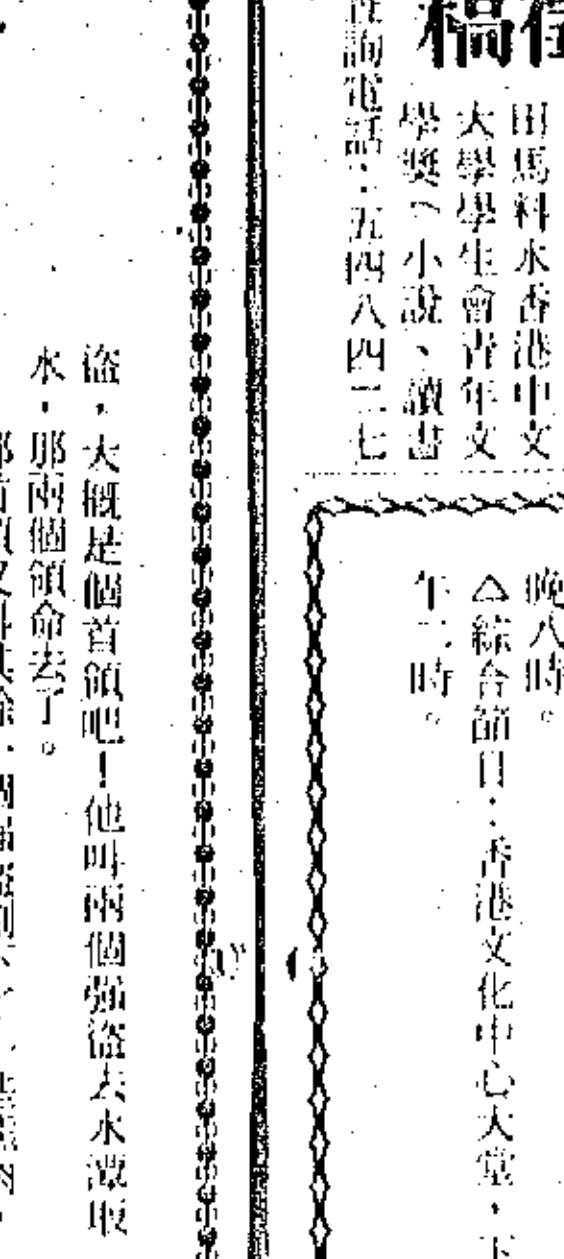 徵稿
田馬料水香港中文
大學學生會青年文
學獎︵小說、讀書
查詢電話：五四八四二七
晚八時。
△綜合節目：香港文化中心大堂，下
午二時。
盜，大概是個首領吧！他叫兩個強盜去水潭取
水，那兩個領命去了。